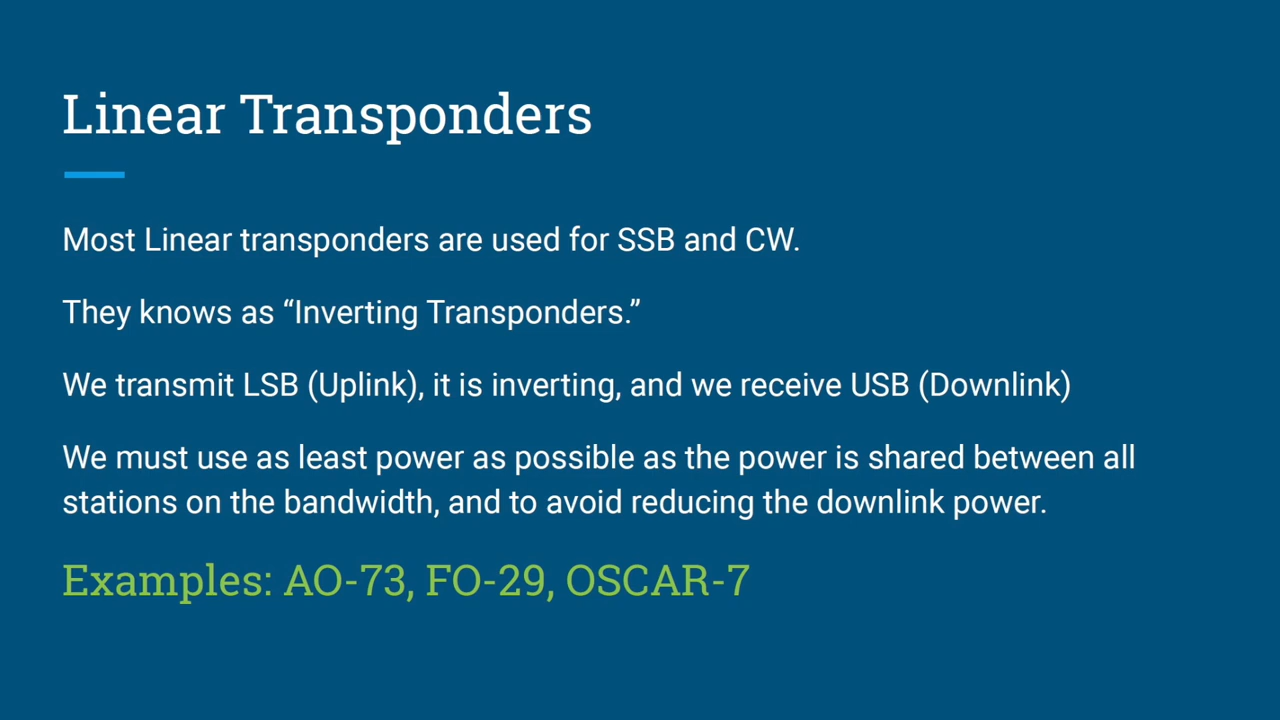 Linear Transponders
Most Linear transponders are used for SSB and CW.
They knows as “Inverting Transponders.”
We transmit LSB (Uplink), it is inverting, and we receive USB (Downlink)
We must use as least power as possible as the power is shared between all
stations on the bandwidth, and to avoid reducing the downlink power.
Examples: AO-73, FO-29, OSCAR-7